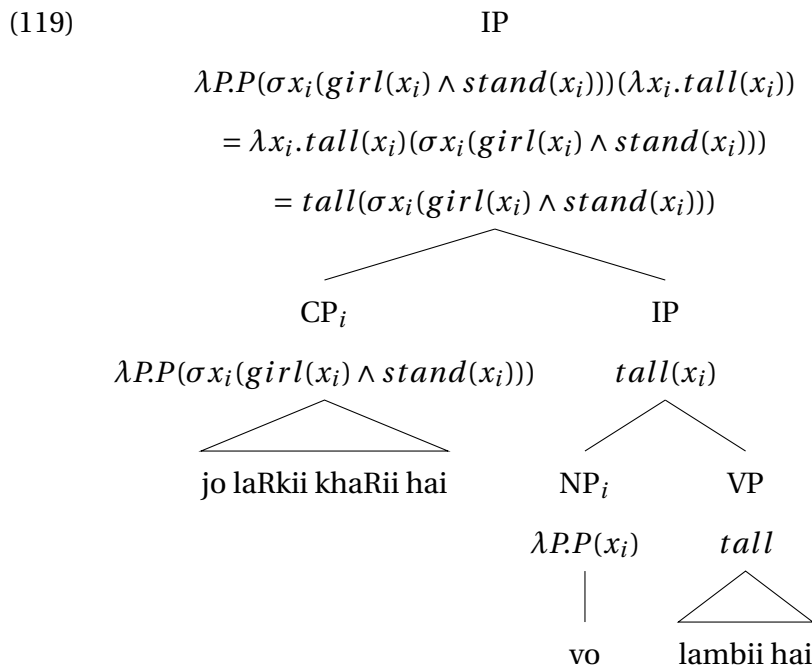 (119) IP
λP.P(σx_i(girl(x_i) ∧ stand(x_i)))(λx_i.tall(x_i))
= λx_i.tall(x_i)(σx_i(girl(x_i) ∧ stand(x_i)))
= tall(σx_i(girl(x_i) ∧ stand(x_i)))
CP_i IP
λP.P(σx_i(girl(x_i) ∧ stand(x_i))) tall(x_i)
jo laRkii khaRii hai NP_i VP
λP.P(x_i) tall
vo lambii hai